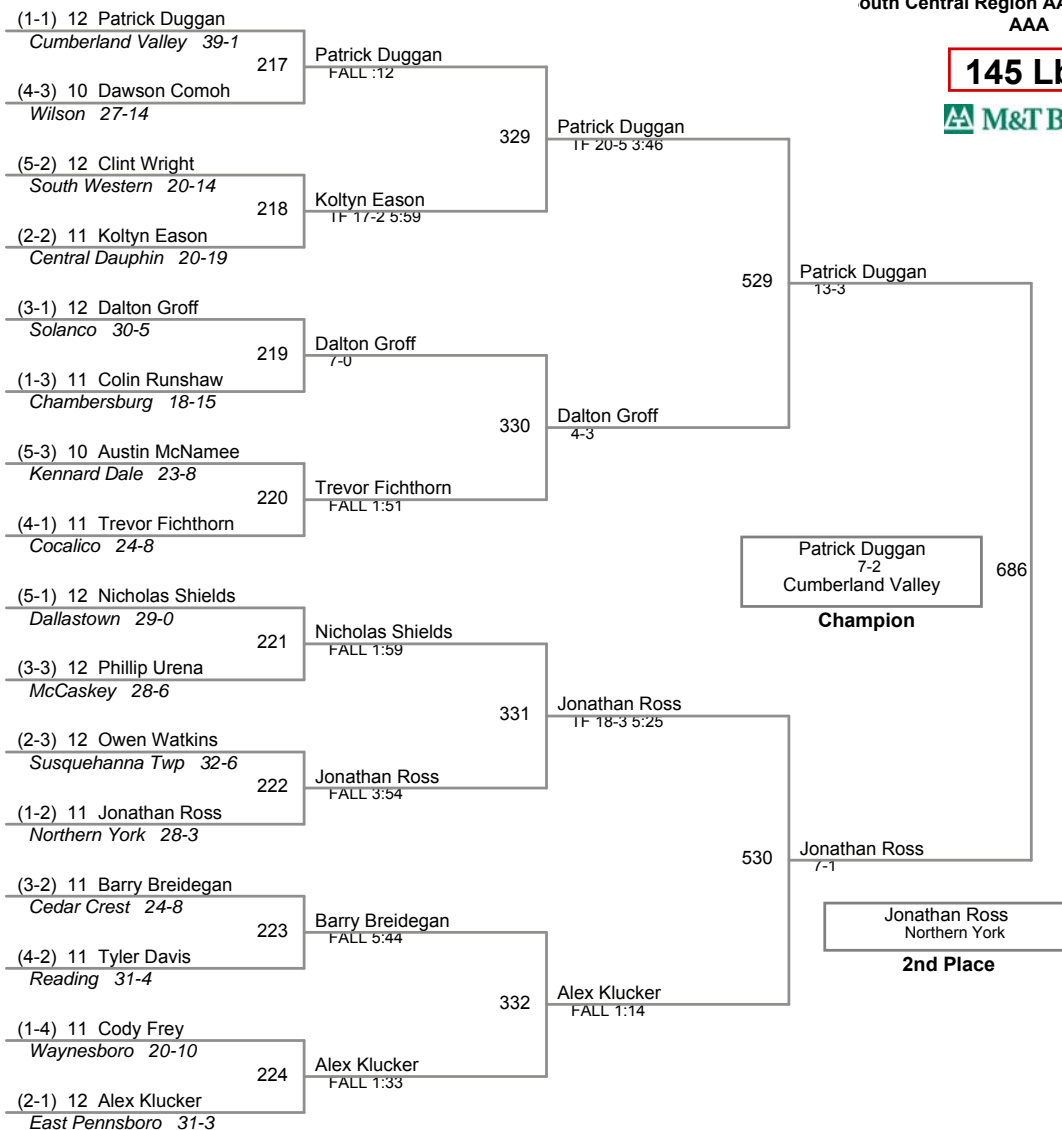 outh Central Region AA
AAA
145 Lb
M&T B
(1-1) 12 Patrick Duggan
Cumberland Valley 39-1
217
(4-3) 10 Dawson Comoh
Wilson 27-14
Patrick Duggan
FALL :12
(5-2) 12 Clint Wright
South Western 20-14
218
(2-2) 11 Koltyn Eason
Central Dauphin 20-19
Koltyn Eason
TF 17-2 5:59
329
Patrick Duggan
TF 20-5 3:46
(3-1) 12 Dalton Groff
Solanco 30-5
219
(1-3) 11 Colin Runshaw
Chambersburg 18-15
Dalton Groff
7-0
(5-3) 10 Austin McNamee
Kennard Dale 23-8
220
(4-1) 11 Trevor Fichthorn
Cocalico 24-8
Trevor Fichthorn
FALL 1:51
330
Dalton Groff
4-3
529
Patrick Duggan
13-3
(5-1) 12 Nicholas Shields
Dallastown 29-0
221
(3-3) 12 Phillip Urena
McCaskey 28-6
Nicholas Shields
FALL 1:59
(2-3) 12 Owen Watkins
Susquehanna Twp 32-6
222
(1-2) 11 Jonathan Ross
Northern York 28-3
Jonathan Ross
FALL 3:54
331
Jonathan Ross
TF 18-3 5:25
(3-2) 11 Barry Breidegan
Cedar Crest 24-8
223
(4-2) 11 Tyler Davis
Reading 31-4
Barry Breidegan
FALL 5:44
(1-4) 11 Cody Frey
Waynesboro 20-10
224
(2-1) 12 Alex Klucker
East Pennsboro 31-3
Alex Klucker
FALL 1:33
332
Alex Klucker
FALL 1:14
530
Jonathan Ross
7-1
686
Patrick Duggan
7-2
Cumberland Valley
Champion
Jonathan Ross
Northern York
2nd Place